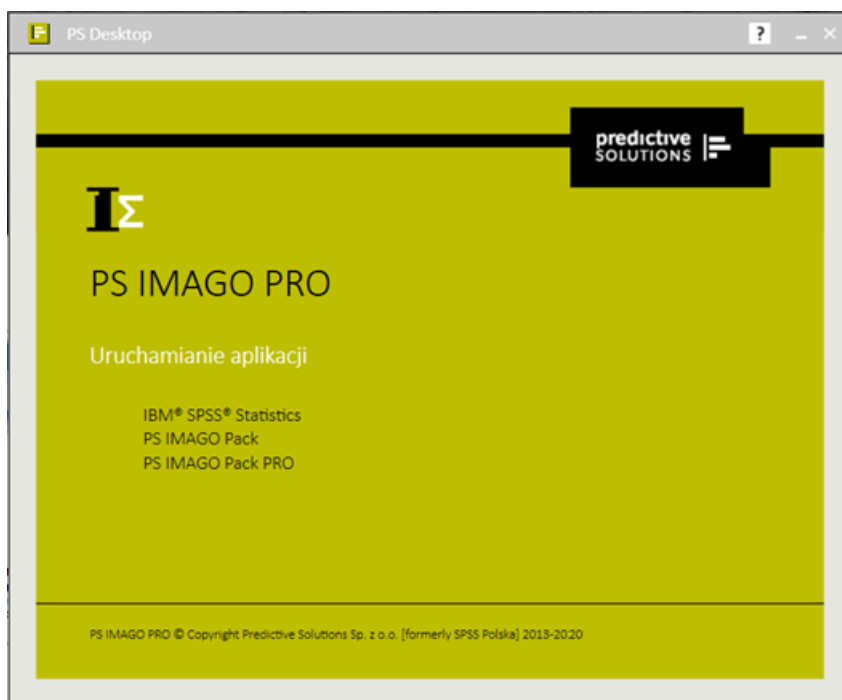 PS Desktop ?
predictive
SOLUTIONS
IΣ
PS IMAGO PRO
Uruchamianie aplikacji
IBM® SPSS® Statistics
PS IMAGO Pack
PS IMAGO Pack PRO
PS IMAGO PRO © Copyright Predictive Solutions Sp. z o.o. [formerly SPSS Polska] 2013-2020